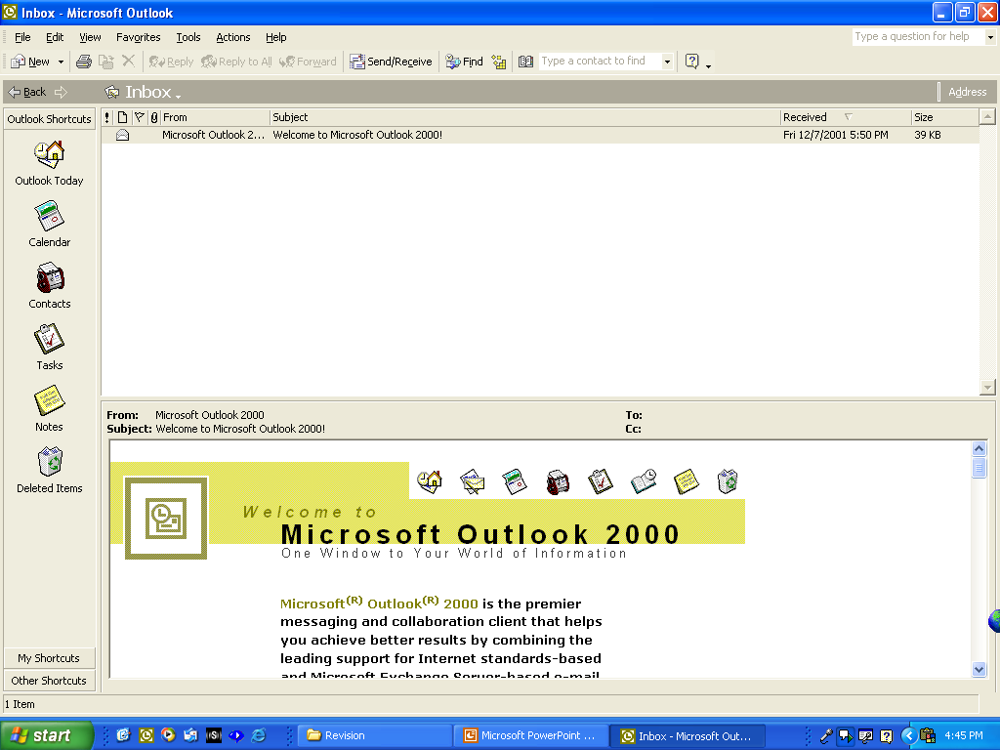 Inbox - Microsoft Outlook
File Edit View Favorites Tools Actions Help Type a question for help
New Reply Reply to All Forward Send/Receive Find Type a contact to find
Back Inbox Address
Outlook Shortcuts
! From Subject Received Size
Microsoft Outlook 2... Welcome to Microsoft Outlook 2000! Fri 12/7/2001 5:50 PM 39 KB
Outlook Today
Calendar
Contacts
Tasks
Notes
Deleted Items
My Shortcuts
Other Shortcuts
From: Microsoft Outlook 2000 To:
Subject: Welcome to Microsoft Outlook 2000! Cc:
Welcome to
Microsoft Outlook 2000
One Window to Your World of Information
Microsoft(R) Outlook(R) 2000 is the premier
messaging and collaboration client that helps
you achieve better results by combining the
leading support for Internet standards-based
and Microsoft Exchange Server-based e-mail,
1 Item
start Revision Microsoft PowerPoint ... Inbox - Microsoft Out... 4:45 PM